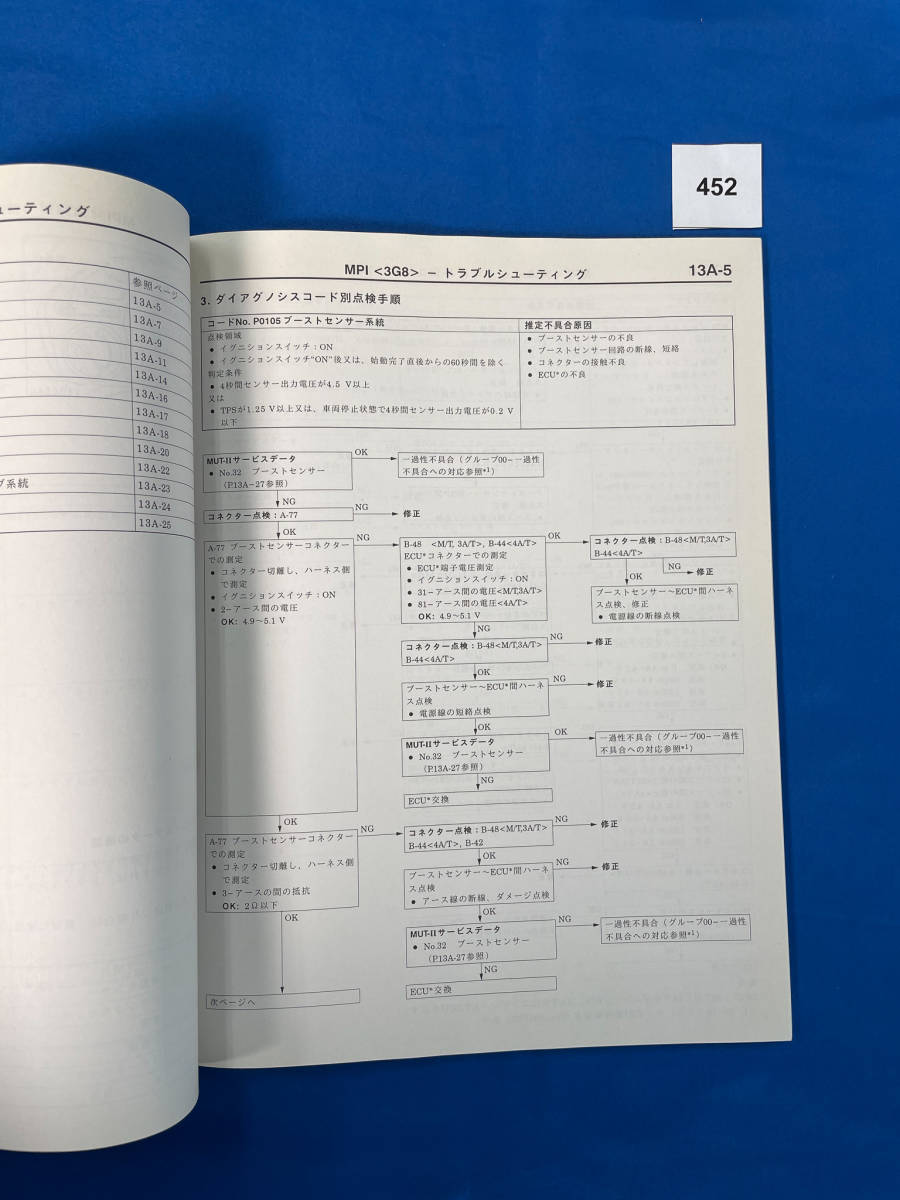 452
ューティング
参照ページ
13A-5
13A-7
13A-9
13A-11
13A-14
13A-16
13A-17
13A-18
13A-20
13A-22
プ系統
13A-23
13A-24
13A-25
MPI <3G8> − トラブルシューティング
13A-5
3. ダイアグノシスコード別点検手順
コードNo. P0105 ブーストセンサー系統
点検領域
● イグニションスイッチ：ON
● イグニションスイッチ“ON”後又は、始動完了直後からの60秒間を除く
判定条件
● 4秒間センサー出力電圧が4.5 V以上
又は
● TPSが1.25 V以上又は、車両停止状態で4秒間センサー出力電圧が0.2 V
以下
推定不具合原因
● ブーストセンサーの不良
● ブーストセンサー回路の断線、短絡
● コネクターの接触不良
● ECU*の不良
MUT-IIサービスデータ
● No.32 ブーストセンサー
(P.13A−27参照)
OK
一過性不具合（グループ00−一過性
不具合への対応参照*1）
NG
コネクター点検：A-77
NG
修正
OK
A-77 ブーストセンサーコネクター
での測定
● コネクター切離し、ハーネス側
で測定
● イグニションスイッチ：ON
● 2−アース間の電圧
OK: 4.9〜5.1 V
NG
B-48 <M/T, 3A/T>, B-44<4A/T>
ECU*コネクターでの測定
● ECU*端子電圧測定
● イグニションスイッチ：ON
● 31−アース間の電圧<M/T,3A/T>
● 81−アース間の電圧<4A/T>
OK: 4.9〜5.1 V
OK
コネクター点検：B-48<M/T,3A/T>
B-44<4A/T>
NG
修正
OK
ブーストセンサー〜ECU*間ハーネ
ス点検、修正
● 電源線の断線点検
NG
コネクター点検：B-48<M/T,3A/T>
B-44<4A/T>
NG
修正
OK
ブーストセンサー〜ECU*間ハーネ
ス点検
● 電源線の短絡点検
NG
修正
OK
MUT-IIサービスデータ
● No.32 ブーストセンサー
(P.13A-27参照)
OK
一過性不具合（グループ00−一過性
不具合への対応参照*1）
NG
ECU*交換
OK
A-77 ブーストセンサーコネクター
での測定
● コネクター切離し、ハーネス側
で測定
● 3−アースの間の抵抗
OK: 2Ω以下
NG
コネクター点検：B-48<M/T,3A/T>
B-44<4A/T>, B-42
NG
修正
OK
ブーストセンサー〜ECU*間ハーネ
ス点検
● アース線の断線、ダメージ点検
NG
修正
OK
MUT-IIサービスデータ
● No.32 ブーストセンサー
(P.13A-27参照)
NG
一過性不具合（グループ00−一過性
不具合への対応参照*1）
NG
ECU*交換
OK
次ページへ